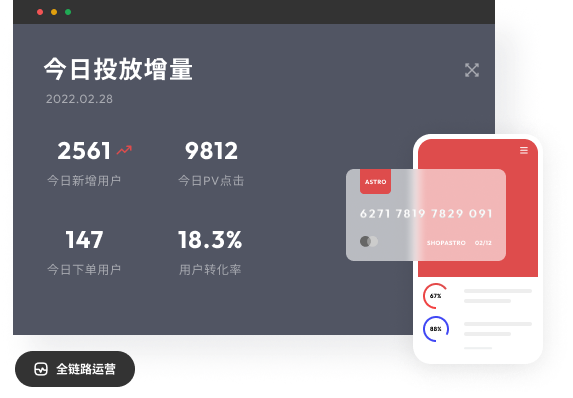 今日投放增量
2022.02.28
2561
9812
今日新增用户
今日PV点击
147
18.3%
今日下单用户
用户转化率
ASTRO
6271 7819 7829 091
SHOPASTRO 02/12
67%
88%
全链路运营